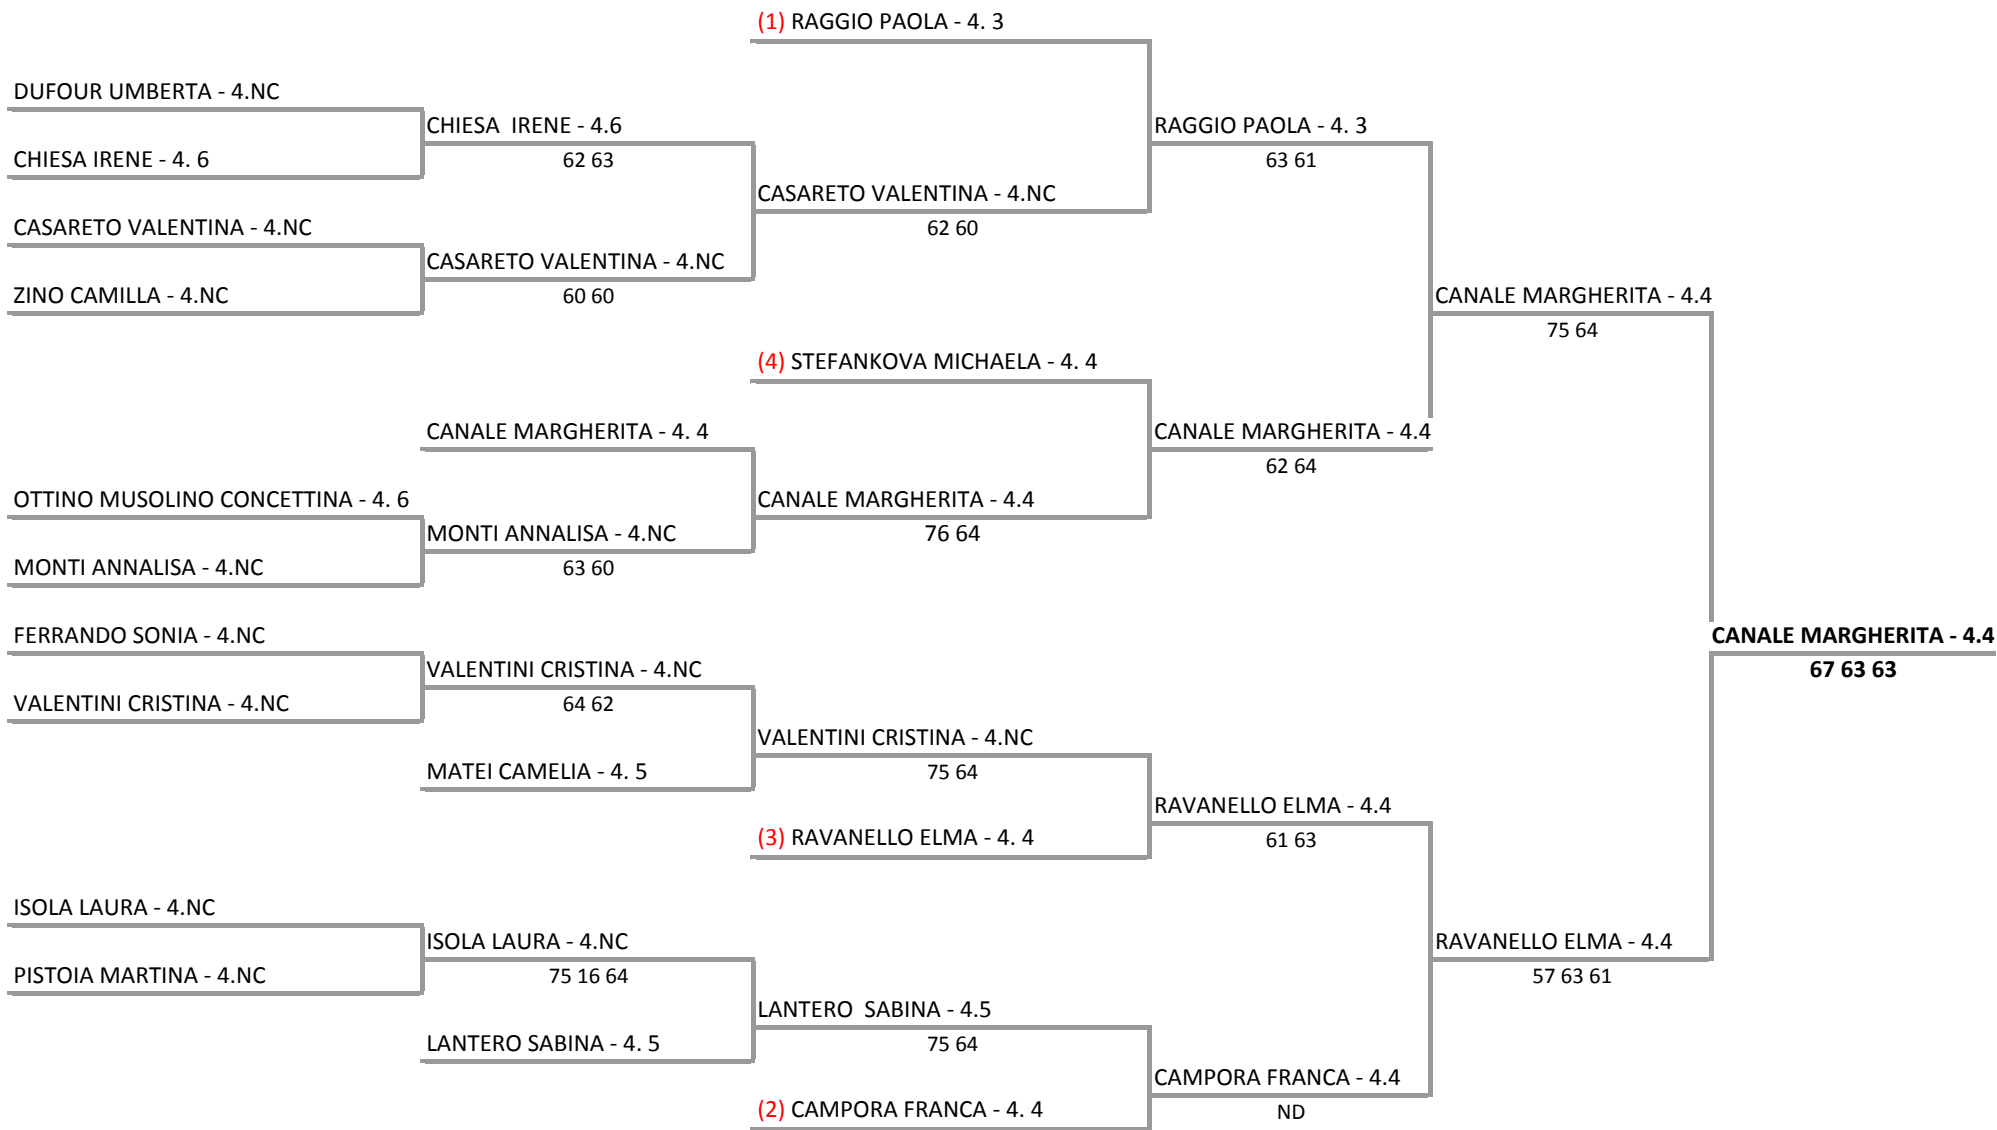 (1) RAGGIO PAOLA - 4. 3
DUFOUR UMBERTA - 4.NC
CHIESA  IRENE - 4.6
RAGGIO PAOLA - 4. 3
CHIESA IRENE - 4. 6
62 63
63 61
CASARETO VALENTINA - 4.NC
CASARETO VALENTINA - 4.NC
62 60
CASARETO VALENTINA - 4.NC
ZINO CAMILLA - 4.NC
60 60
CANALE MARGHERITA - 4.4
75 64
(4) STEFANKOVA MICHAELA - 4. 4
CANALE MARGHERITA - 4. 4
CANALE MARGHERITA - 4.4
62 64
OTTINO MUSOLINO CONCETTINA - 4. 6
CANALE MARGHERITA - 4.4
MONTI ANNALISA - 4.NC
76 64
MONTI ANNALISA - 4.NC
63 60
FERRANDO SONIA - 4.NC
CANALE MARGHERITA - 4.4
VALENTINI CRISTINA - 4.NC
67 63 63
VALENTINI CRISTINA - 4.NC
64 62
VALENTINI CRISTINA - 4.NC
MATEI CAMELIA - 4. 5
75 64
RAVANELLO ELMA - 4.4
(3) RAVANELLO ELMA - 4. 4
61 63
ISOLA LAURA - 4.NC
ISOLA LAURA - 4.NC
RAVANELLO ELMA - 4.4
PISTOIA MARTINA - 4.NC
75 16 64
57 63 61
LANTERO  SABINA - 4.5
LANTERO SABINA - 4. 5
75 64
CAMPORA FRANCA - 4.4
(2) CAMPORA FRANCA - 4. 4
ND